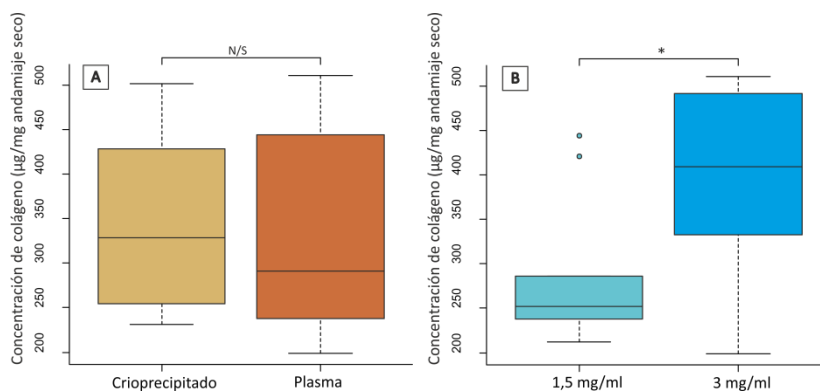 Concentración de colágeno (µg/mg andamiaje seco)
A
N/S
500
450
400
350
300
250
200
Crioprecipitado
Plasma
Concentración de colágeno (µg/mg andamiaje seco)
B
*
500
450
400
350
300
250
200
1,5 mg/ml
3 mg/ml